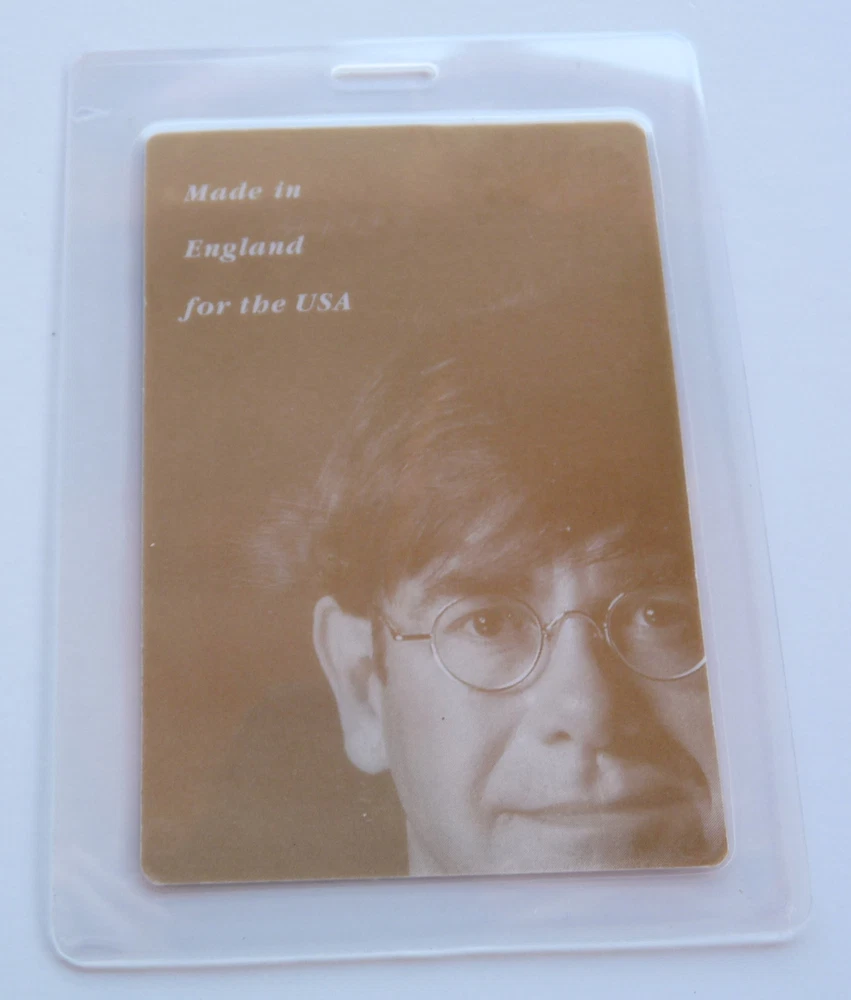 Made in
England
for the USA